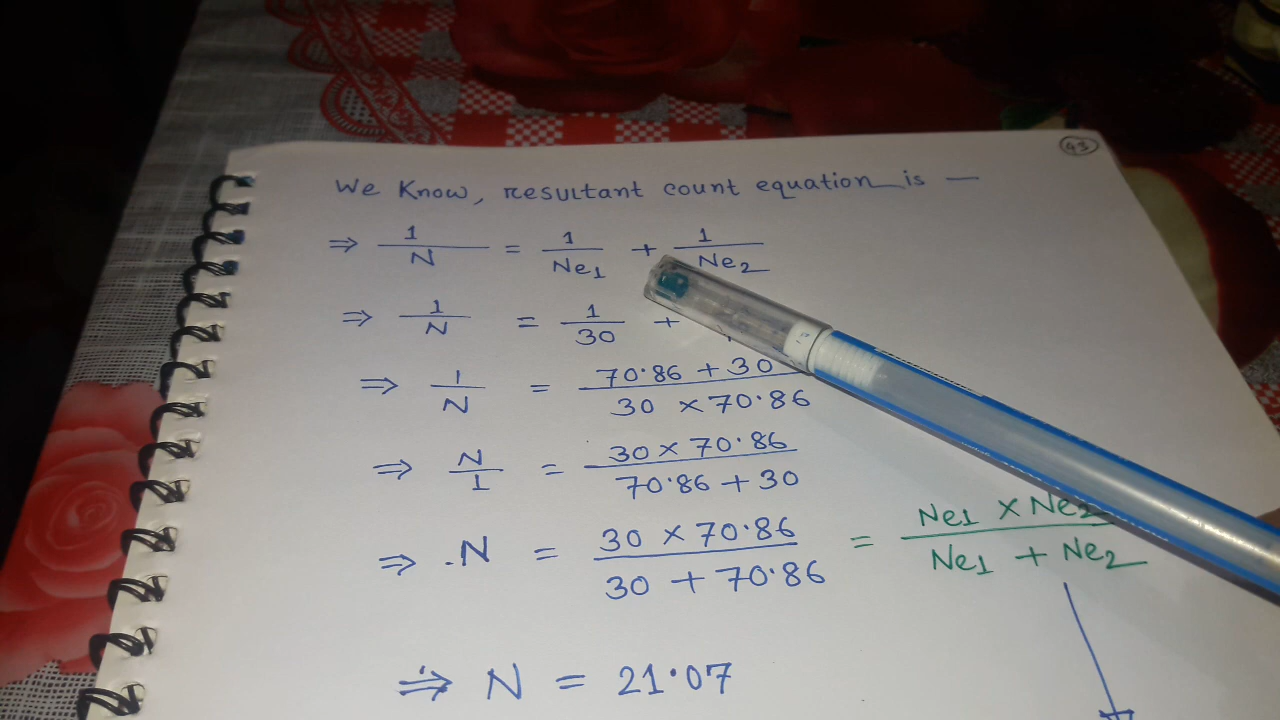 43
We Know, resultant count equation is —
⇒ 1/N = 1/Ne1 + 1/Ne2
⇒ 1/N = 1/30 +
⇒ 1/N = 70.86 + 30 / 30 × 70.86
⇒ N/1 = 30 × 70.86 / 70.86 + 30
⇒ N = 30 × 70.86 / 30 + 70.86 = Ne1 × Ne2 / Ne1 + Ne2
⇒ N = 21.07